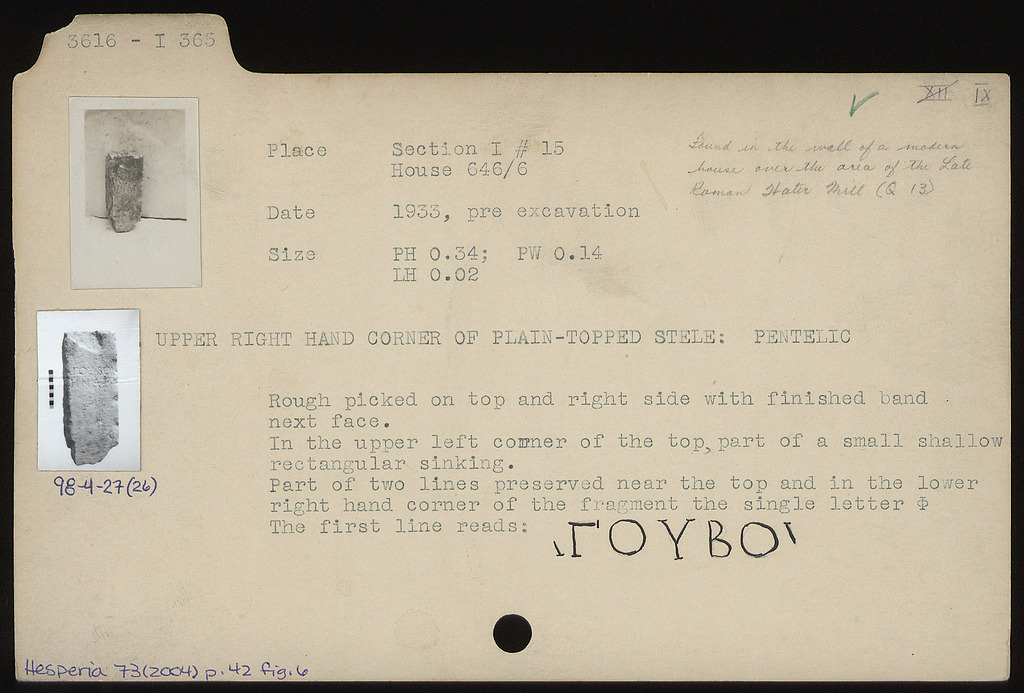 3616 - I 365
XII IX
Found in the wall of a modern
house over the area of the Late
Roman Water Mill (Q 13)
Place Section I # 15
House 646/6
Date 1933, pre excavation
Size PH 0.34; PW 0.14
LH 0.02
UPPER RIGHT HAND CORNER OF PLAIN-TOPPED STELE: PENTELIC
98-4-27(26)
Rough picked on top and right side with finished band
next face.
In the upper left corner of the top, part of a small shallow
rectangular sinking.
Part of two lines preserved near the top and in the lower
right hand corner of the fragment the single letter Φ
The first line reads: ΓΟΥΒΟ
Hesperia 73(2004) p. 42 fig. 6